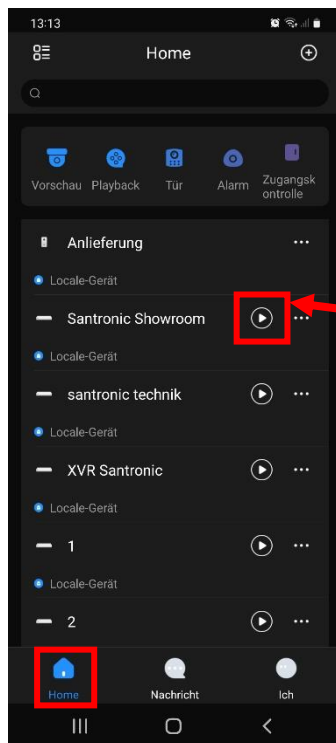 13:13
Home
Vorschau Playback Tür Alarm Zugangsk
ontrolle
Anlieferung
Locale-Gerät
Santronic Showroom
Locale-Gerät
santronic technik
Locale-Gerät
XVR Santronic
Locale-Gerät
1
Locale-Gerät
2
Home Nachricht Ich